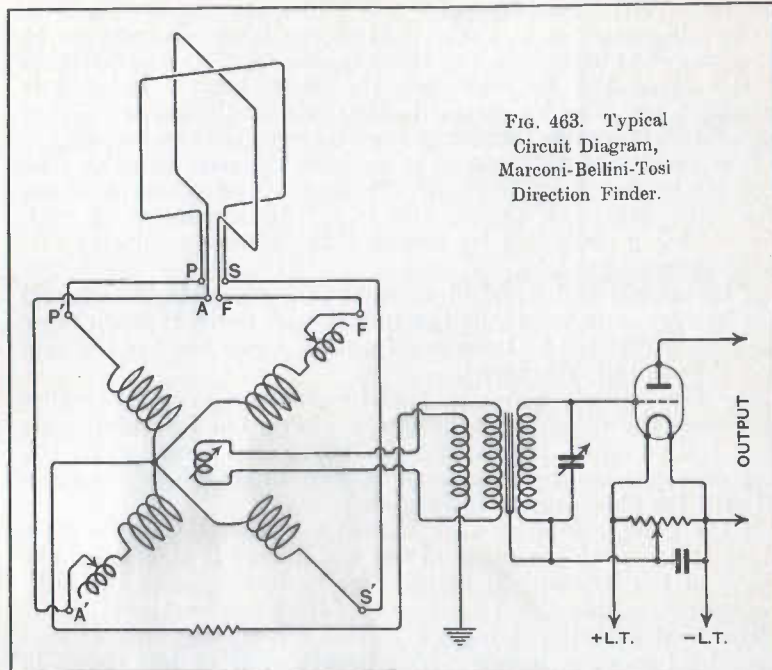 FIG. 463. Typical
Circuit Diagram,
Marconi-Bellini-Tosi
Direction Finder.
P S
A F
P'
F
A'
S'
OUTPUT
+L.T. −L.T.